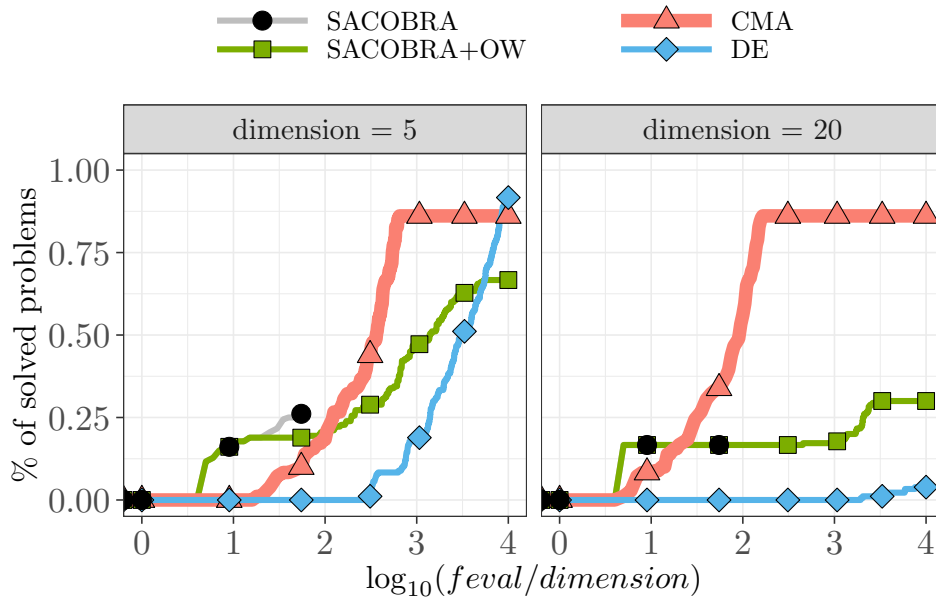 SACOBRA CMA
SACOBRA+OW DE
dimension = 5 dimension = 20
% of solved problems
1.00
0.75
0.50
0.25
0.00
0 1 2 3 4 0 1 2 3 4
log₁₀(feval/dimension)